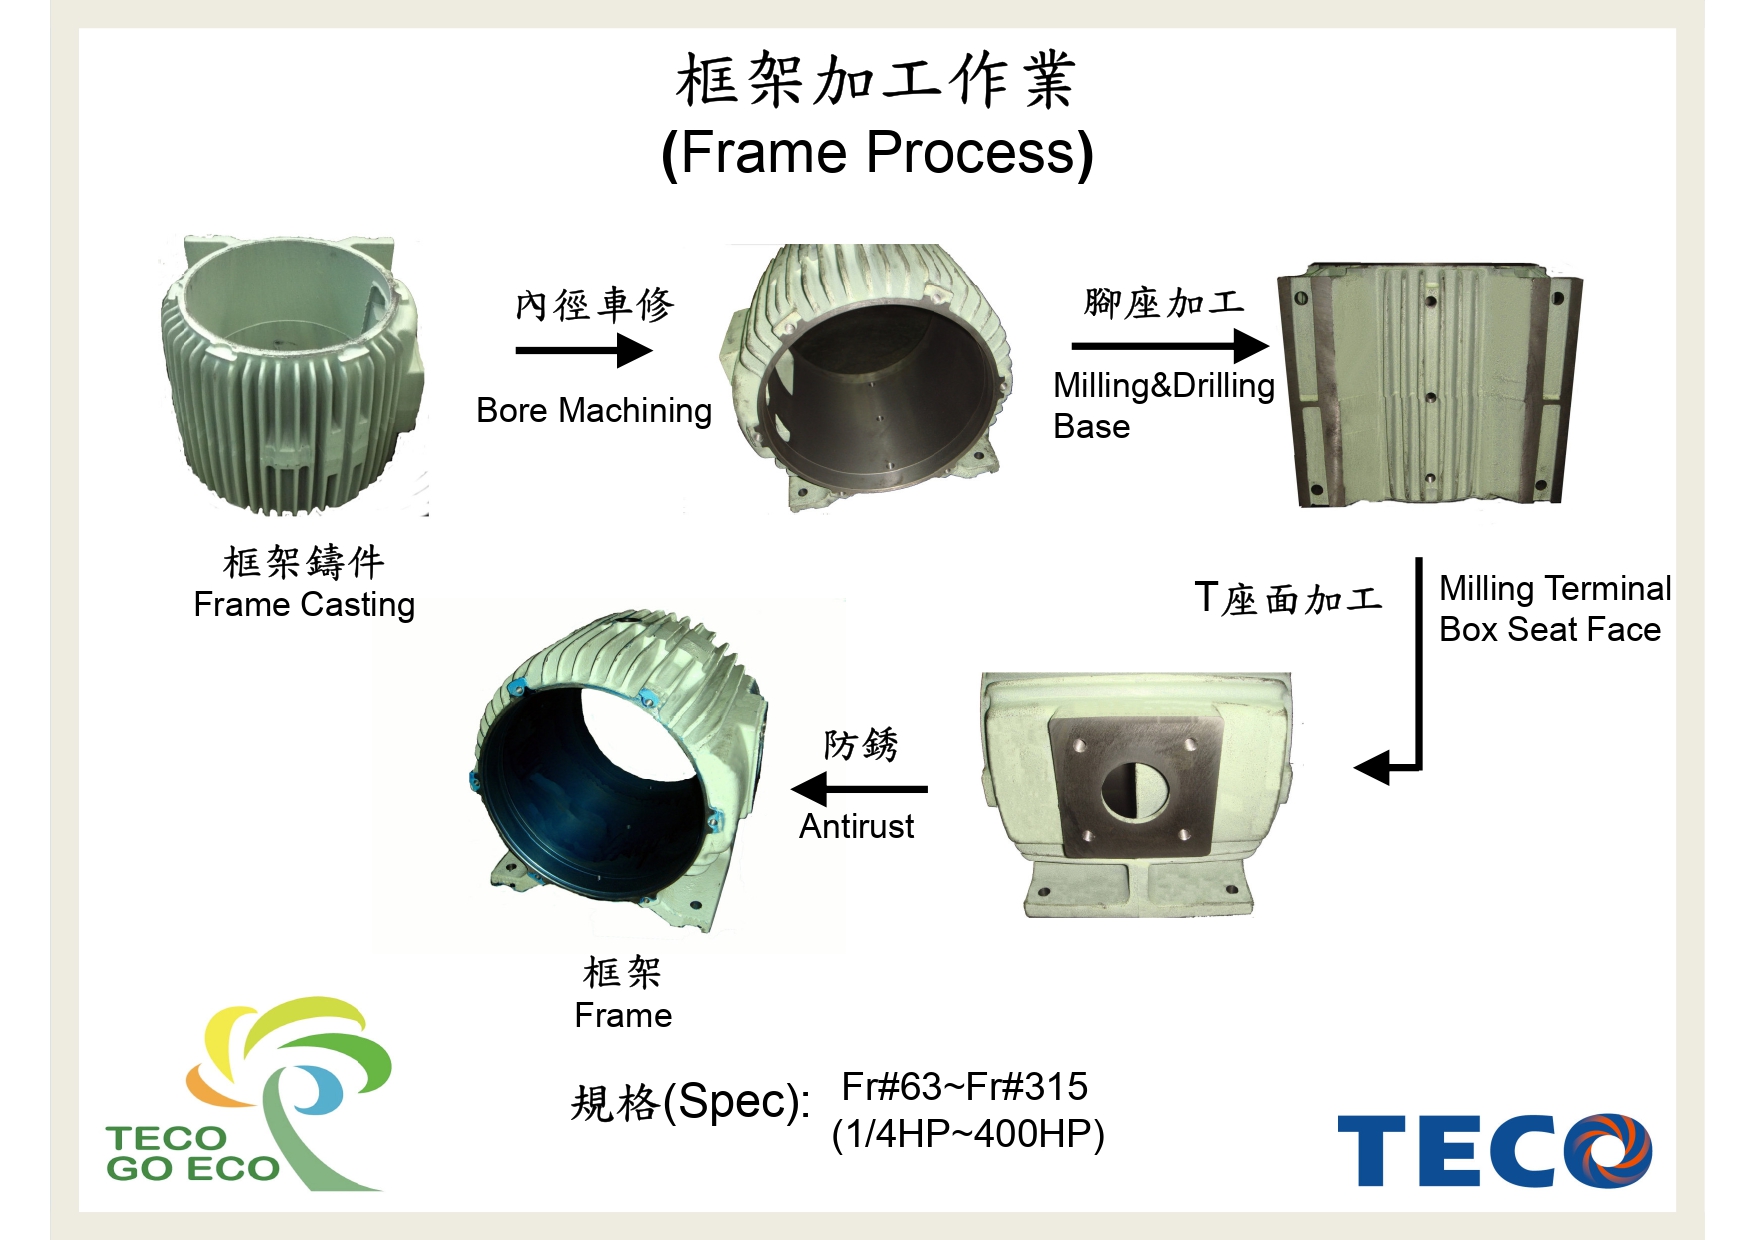 框架加工作業
(Frame Process)
內徑車修
Bore Machining
腳座加工
Milling&Drilling
Base
框架鑄件
Frame Casting
T座面加工
Milling Terminal
Box Seat Face
防銹
Antirust
框架
Frame
規格(Spec):
Fr#63~Fr#315
(1/4HP~400HP)
TECO
GO ECO
TECO